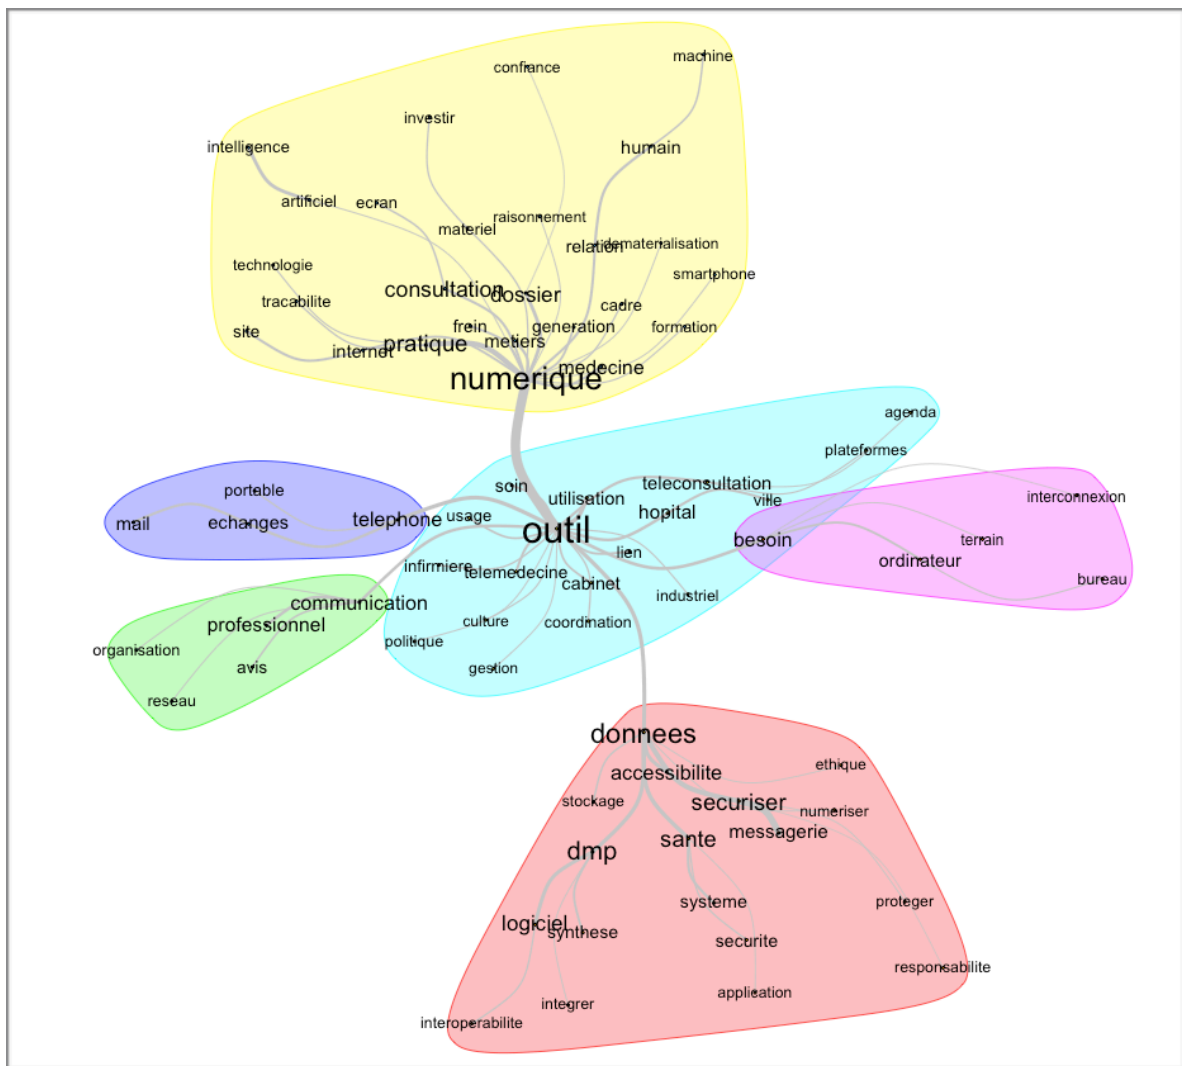 machine
confiance
investir
intelligence
humain
artificiel
ecran
raisonnement
materiel
relation
dematerialisation
technologie
smartphone
consultation
dossier
tracabilite
cadre
site
frein
generation
formation
internet
pratique
metiers
medecine
numerique
agenda
plateformes
soin
utilisation
teleconsultation
ville
portable
interconnexion
mail
echanges
telephone
usage
outil
hopital
besoin
lien
terrain
ordinateur
infirmiere
telemedecine
cabinet
industriel
bureau
communication
professionnel
culture
coordination
politique
organisation
avis
gestion
reseau
donnees
accessibilite
ethique
stockage
securiser
numeriser
messagerie
dmp
sante
systeme
proteger
logiciel
synthese
securite
responsabilite
application
integrer
interoperabilite